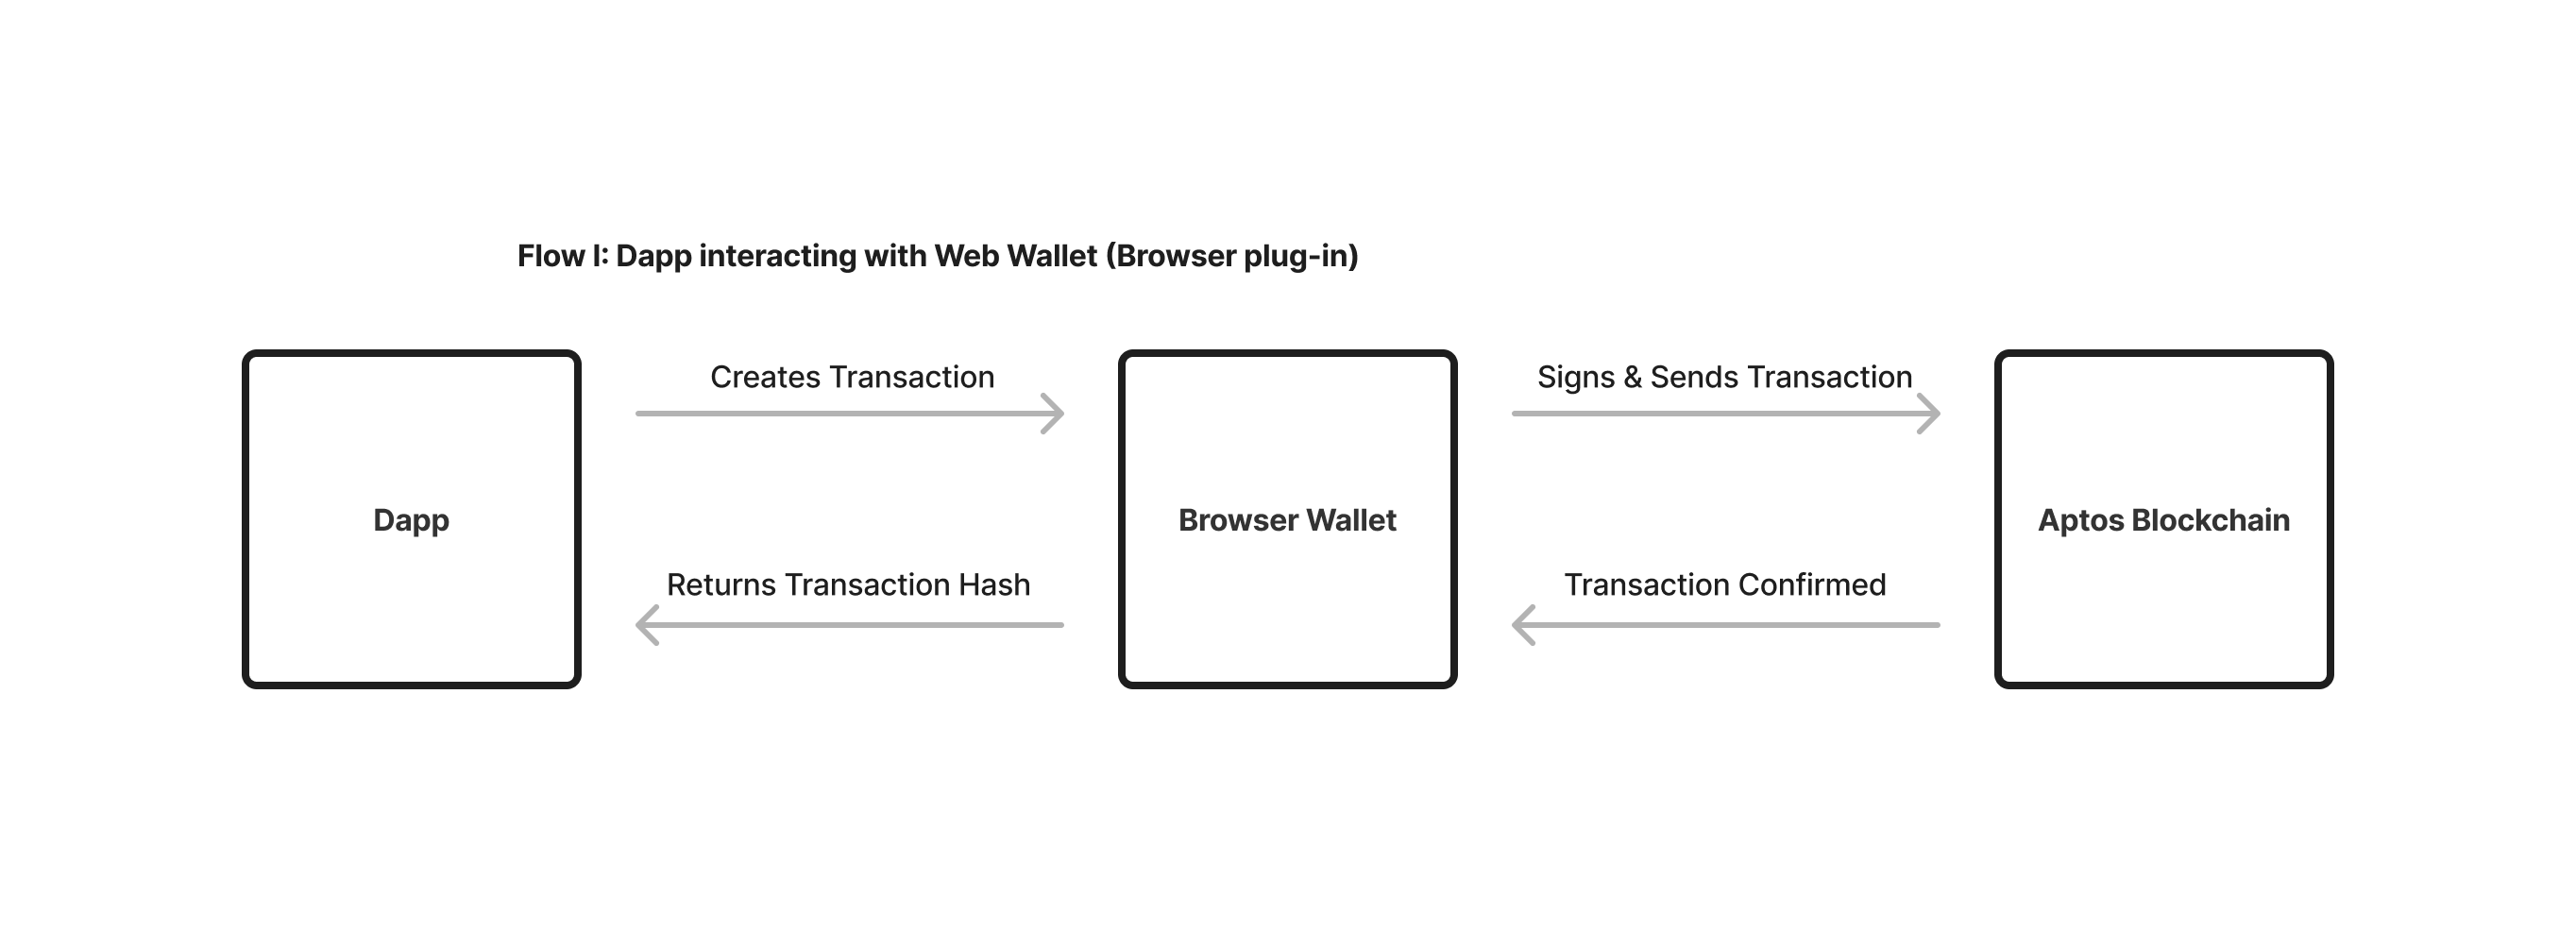 Flow I: Dapp interacting with Web Wallet (Browser plug-in)
Creates Transaction
Signs & Sends Transaction
Dapp
Browser Wallet
Aptos Blockchain
Returns Transaction Hash
Transaction Confirmed